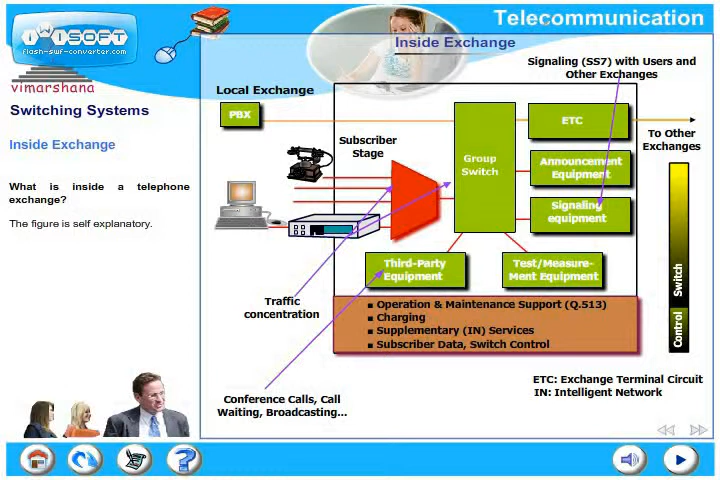 Telecommunication
iWiSOFT
flash-swf-converter.com
vimarshana
Switching Systems
Inside Exchange
What is inside a telephone
exchange?
The figure is self explanatory.
Inside Exchange
Signaling (SS7) with Users and
Other Exchanges
Local Exchange
PBX
ETC
To Other
Exchanges
Subscriber
Stage
Group
Switch
Announcement
Equipment
Signaling
equipment
Third-Party
Equipment
Test/Measure-
Ment Equipment
Switch
Control
Traffic
concentration
■ Operation & Maintenance Support (Q.513)
■ Charging
■ Supplementary (IN) Services
■ Subscriber Data, Switch Control
Conference Calls, Call
Waiting, Broadcasting...
ETC: Exchange Terminal Circuit
IN: Intelligent Network